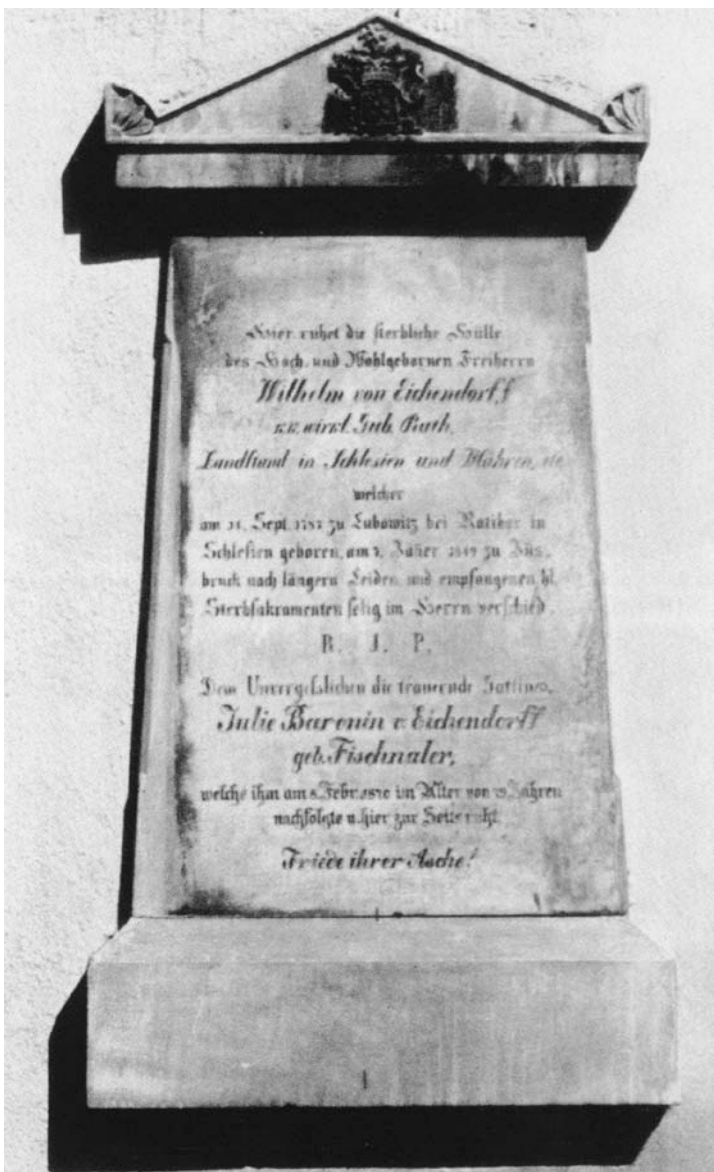 Hier ruhet die sterbliche Hülle
des Hoch und Wohlgebornen Freiherrn
Wilhelm von Eichendorff
k.k. wirkl. Gub. Rath,
Landstand in Schlesien und Mähren, etc
welcher
am Sept. zu Lubowitz bei Ratibor in
Schlesien geboren, am Jäner 1849 zu Ins-
bruck nach längern Leiden und empfangenen hl.
Sterbsakramenten selig im Herrn verschied.
R. I. P.
Dem Unvergeßlichen die trauernde Gattinn,
Julie Baronin v. Eichendorff
geb. Fischnaler,
welche ihm am Febr. im Alter von Jahren
nachfolgte u. hier zur Seite ruht.
Friede ihrer Asche!